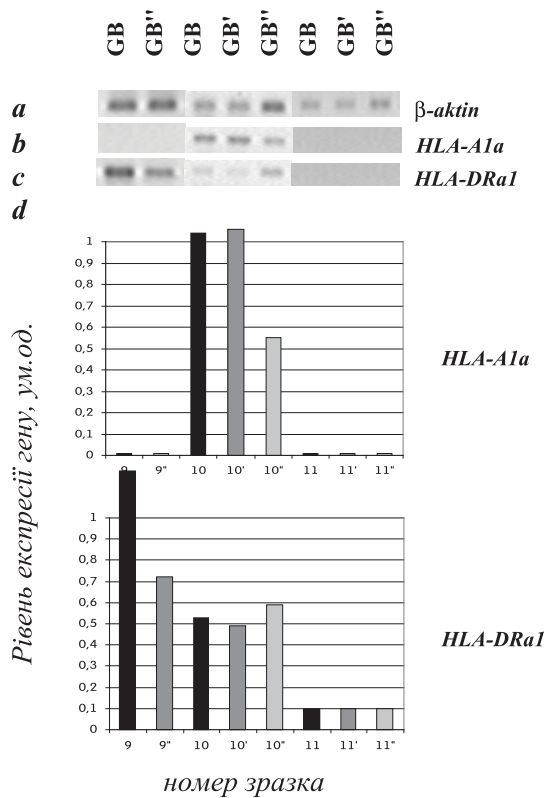 GB GB'' GB GB' GB'' GB GB' GB''
a β-aktin
b HLA-A1a
c HLA-DRa1
d
Рівень експресії гену, ум.од.
1
0,9
0,8
0,7
0,6
0,5
0,4
0,3
0,2
0,1
0
9 9'' 10 10' 10'' 11 11' 11''
HLA-A1a
1
0,9
0,8
0,7
0,6
0,5
0,4
0,3
0,2
0,1
0
9 9'' 10 10' 10'' 11 11' 11''
HLA-DRa1
номер зразка